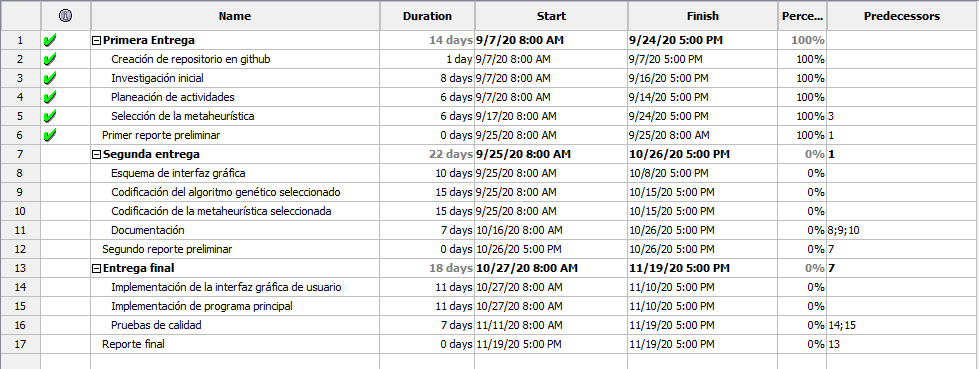 Name Duration Start Finish Perce... Predecessors
1 Primera Entrega 14 days 9/7/20 8:00 AM 9/24/20 5:00 PM 100%
2 Creación de repositorio en github 1 day 9/7/20 8:00 AM 9/7/20 5:00 PM 100%
3 Investigación inicial 8 days 9/7/20 8:00 AM 9/16/20 5:00 PM 100%
4 Planeación de actividades 6 days 9/7/20 8:00 AM 9/14/20 5:00 PM 100%
5 Selección de la metaheurística 6 days 9/17/20 8:00 AM 9/24/20 5:00 PM 100% 3
6 Primer reporte preliminar 0 days 9/25/20 8:00 AM 9/25/20 8:00 AM 100% 1
7 Segunda entrega 22 days 9/25/20 8:00 AM 10/26/20 5:00 PM 0% 1
8 Esquema de interfaz gráfica 10 days 9/25/20 8:00 AM 10/8/20 5:00 PM 0%
9 Codificación del algoritmo genético seleccionado 15 days 9/25/20 8:00 AM 10/15/20 5:00 PM 0%
10 Codificación de la metaheurística seleccionada 15 days 9/25/20 8:00 AM 10/15/20 5:00 PM 0%
11 Documentación 7 days 10/16/20 8:00 AM 10/26/20 5:00 PM 0% 8;9;10
12 Segundo reporte preliminar 0 days 10/26/20 5:00 PM 10/26/20 5:00 PM 0% 7
13 Entrega final 18 days 10/27/20 8:00 AM 11/19/20 5:00 PM 0% 7
14 Implementación de la interfaz gráfica de usuario 11 days 10/27/20 8:00 AM 11/10/20 5:00 PM 0%
15 Implementación de programa principal 11 days 10/27/20 8:00 AM 11/10/20 5:00 PM 0%
16 Pruebas de calidad 7 days 11/11/20 8:00 AM 11/19/20 5:00 PM 0% 14;15
17 Reporte final 0 days 11/19/20 5:00 PM 11/19/20 5:00 PM 0% 13